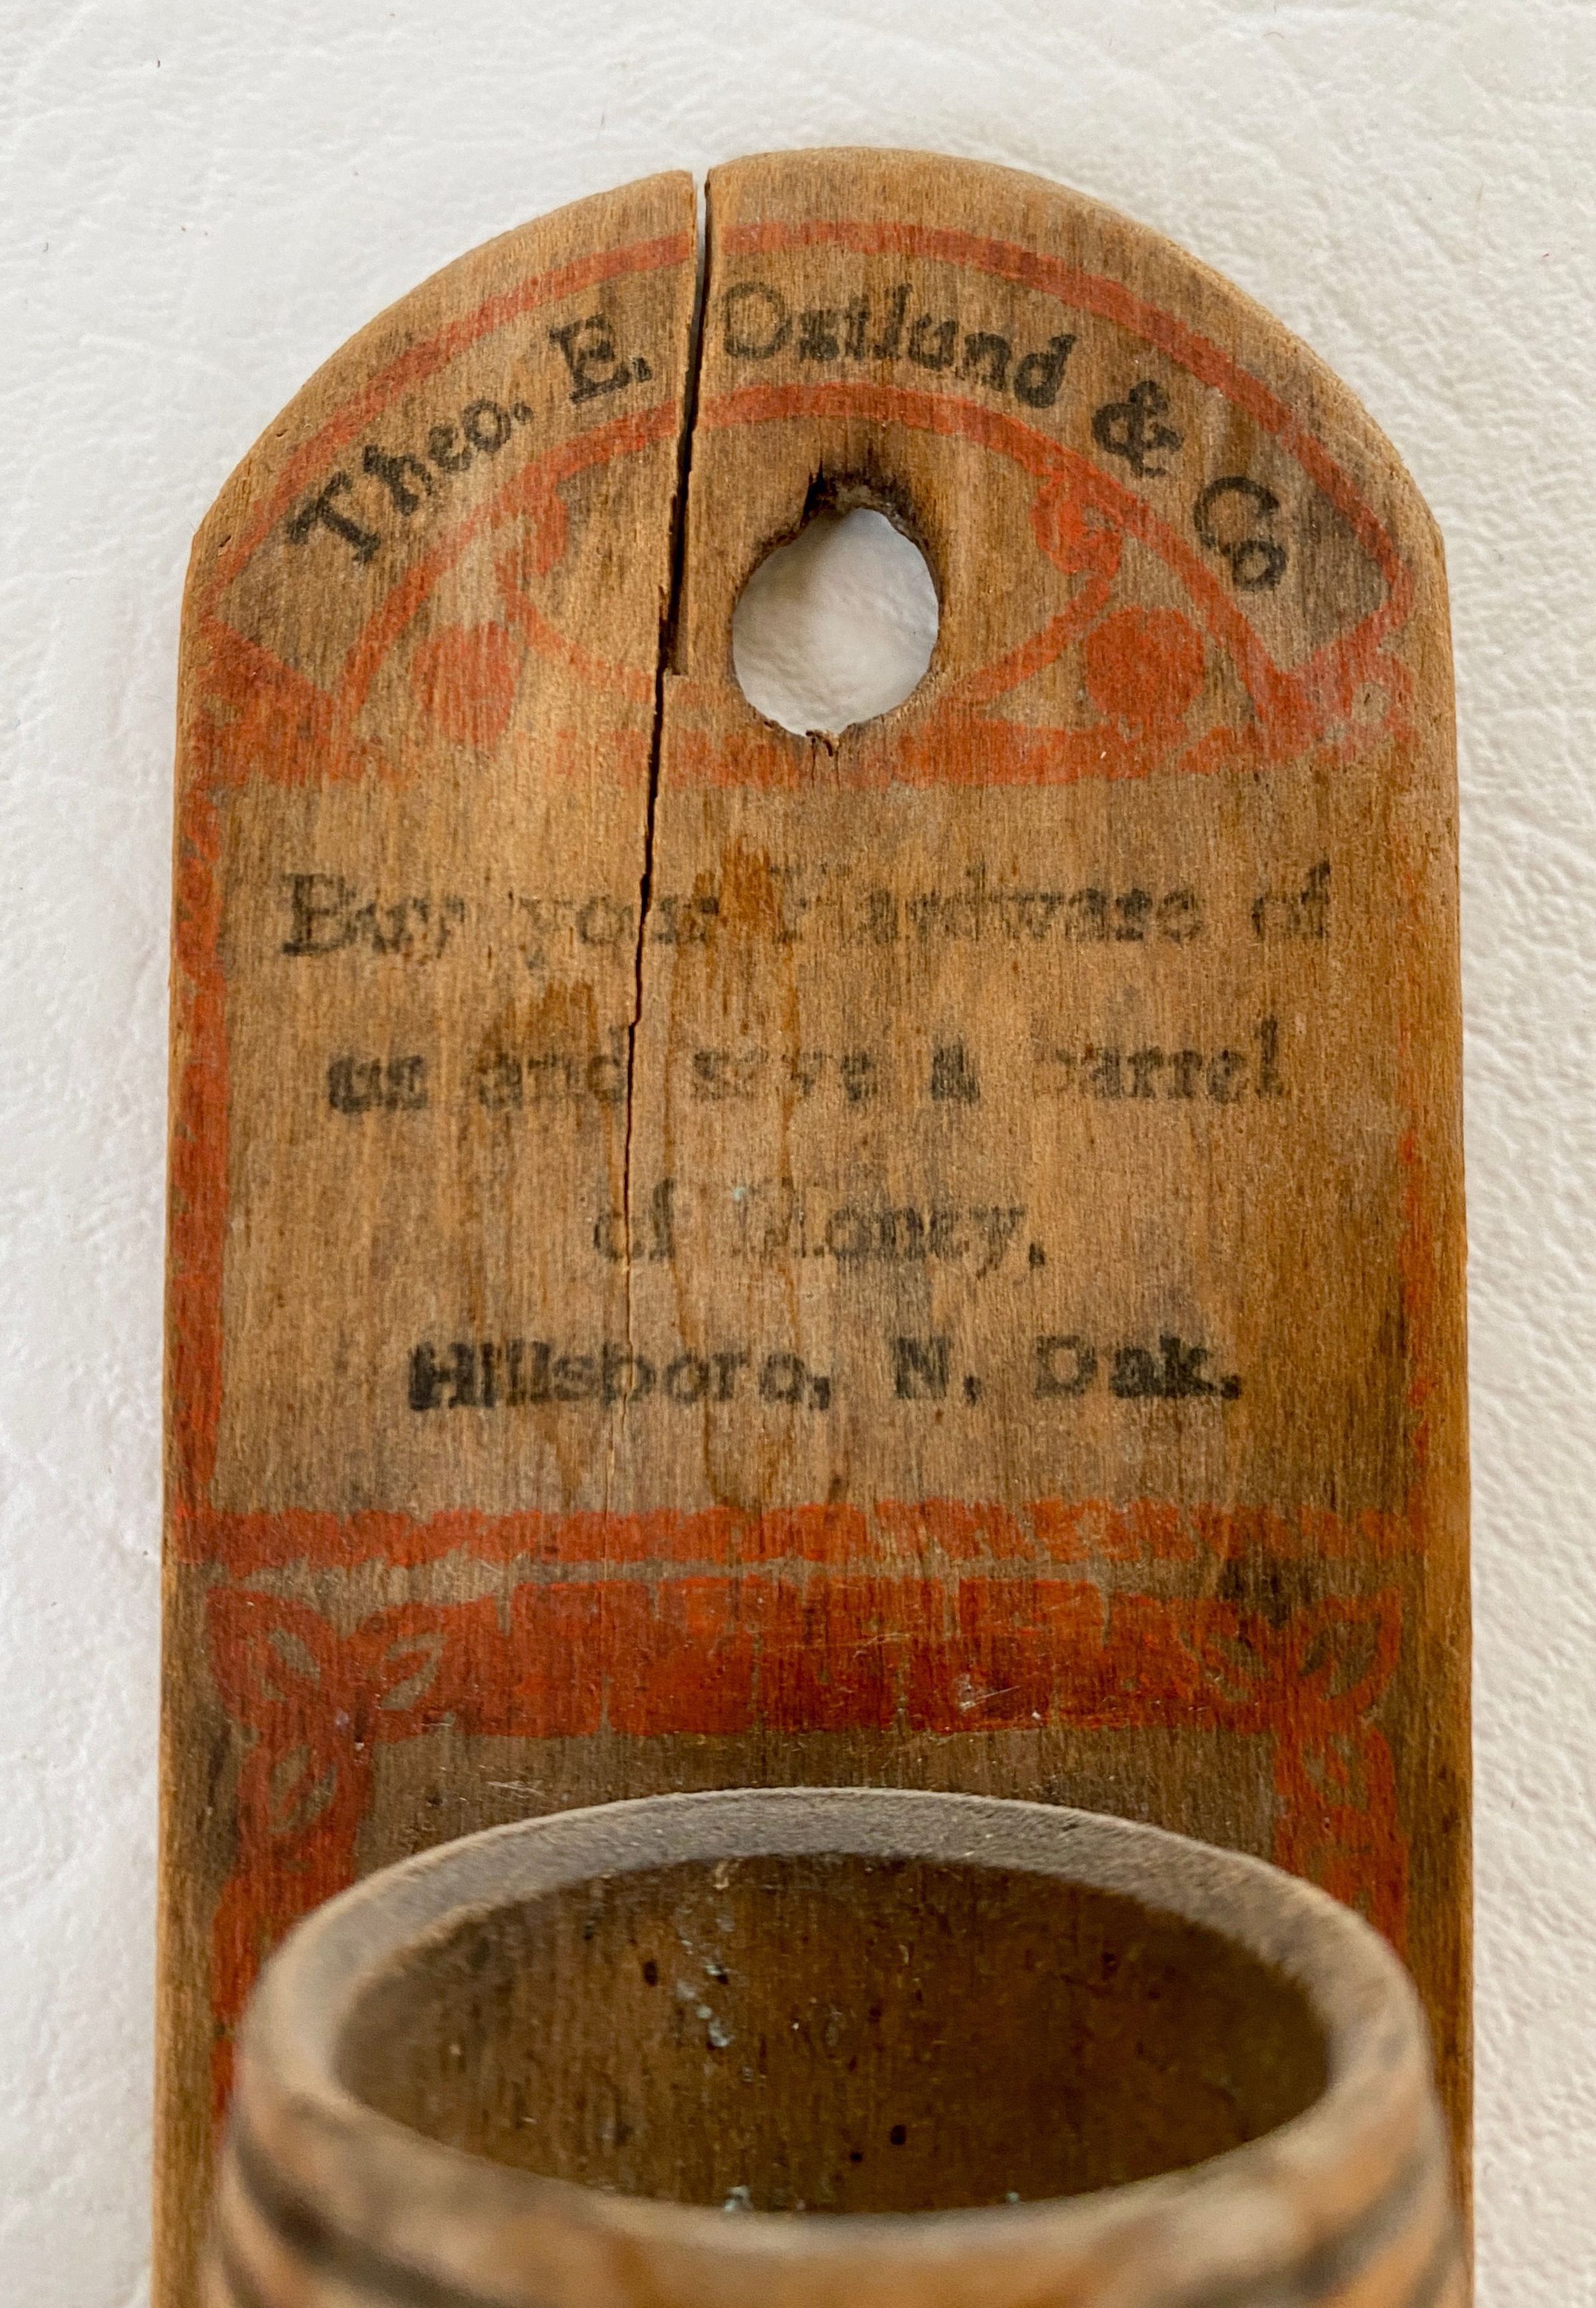 Theo. E. Ostlund & Co
Buy your Hardware of
us and save a barrel
of Money.
Hillsboro, N. Dak.